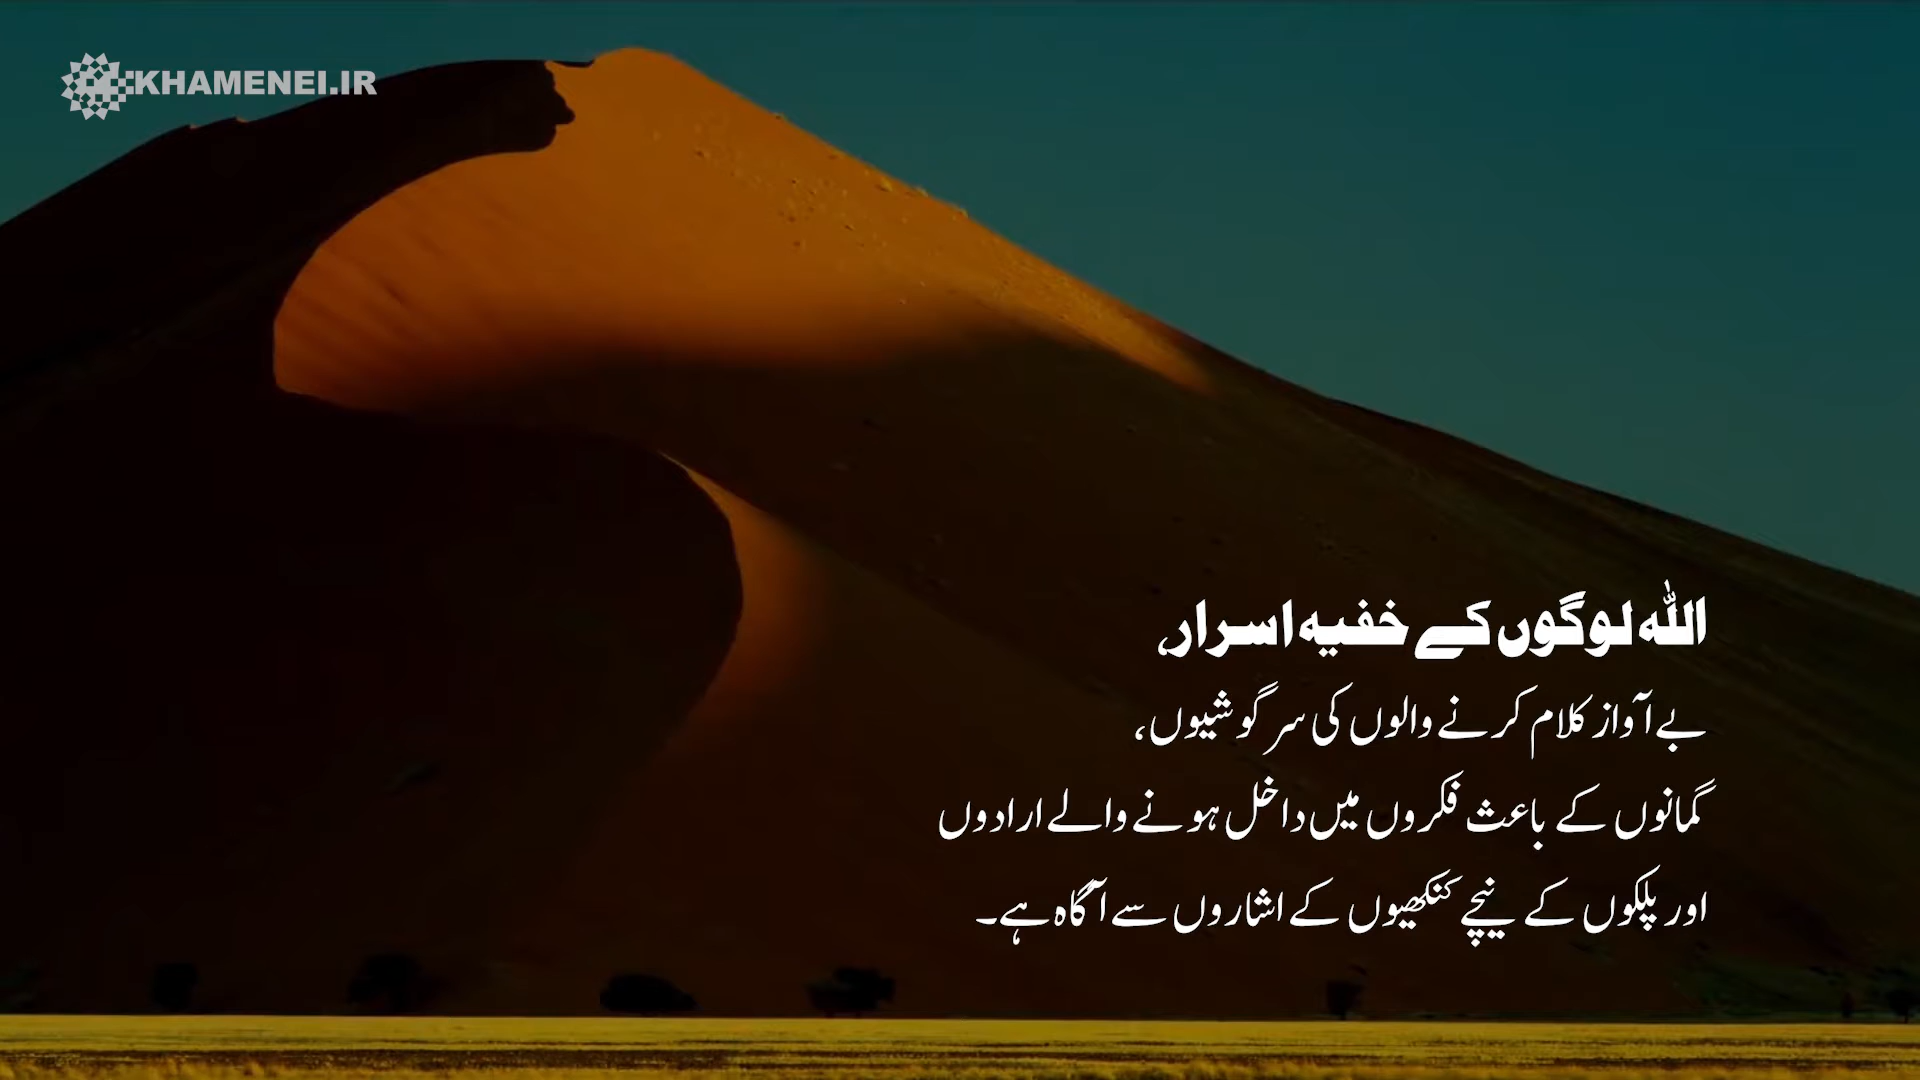 KHAMENEI.IR
اللہ لوگوں کے خفیہ اسرار،
بے آواز کلام کرنے والوں کی سرگوشیوں،
گمانوں کے باعث فکروں میں داخل ہونے والے ارادوں
اور پلکوں کے نیچے کنکھیوں کے اشاروں سے آگاہ ہے۔